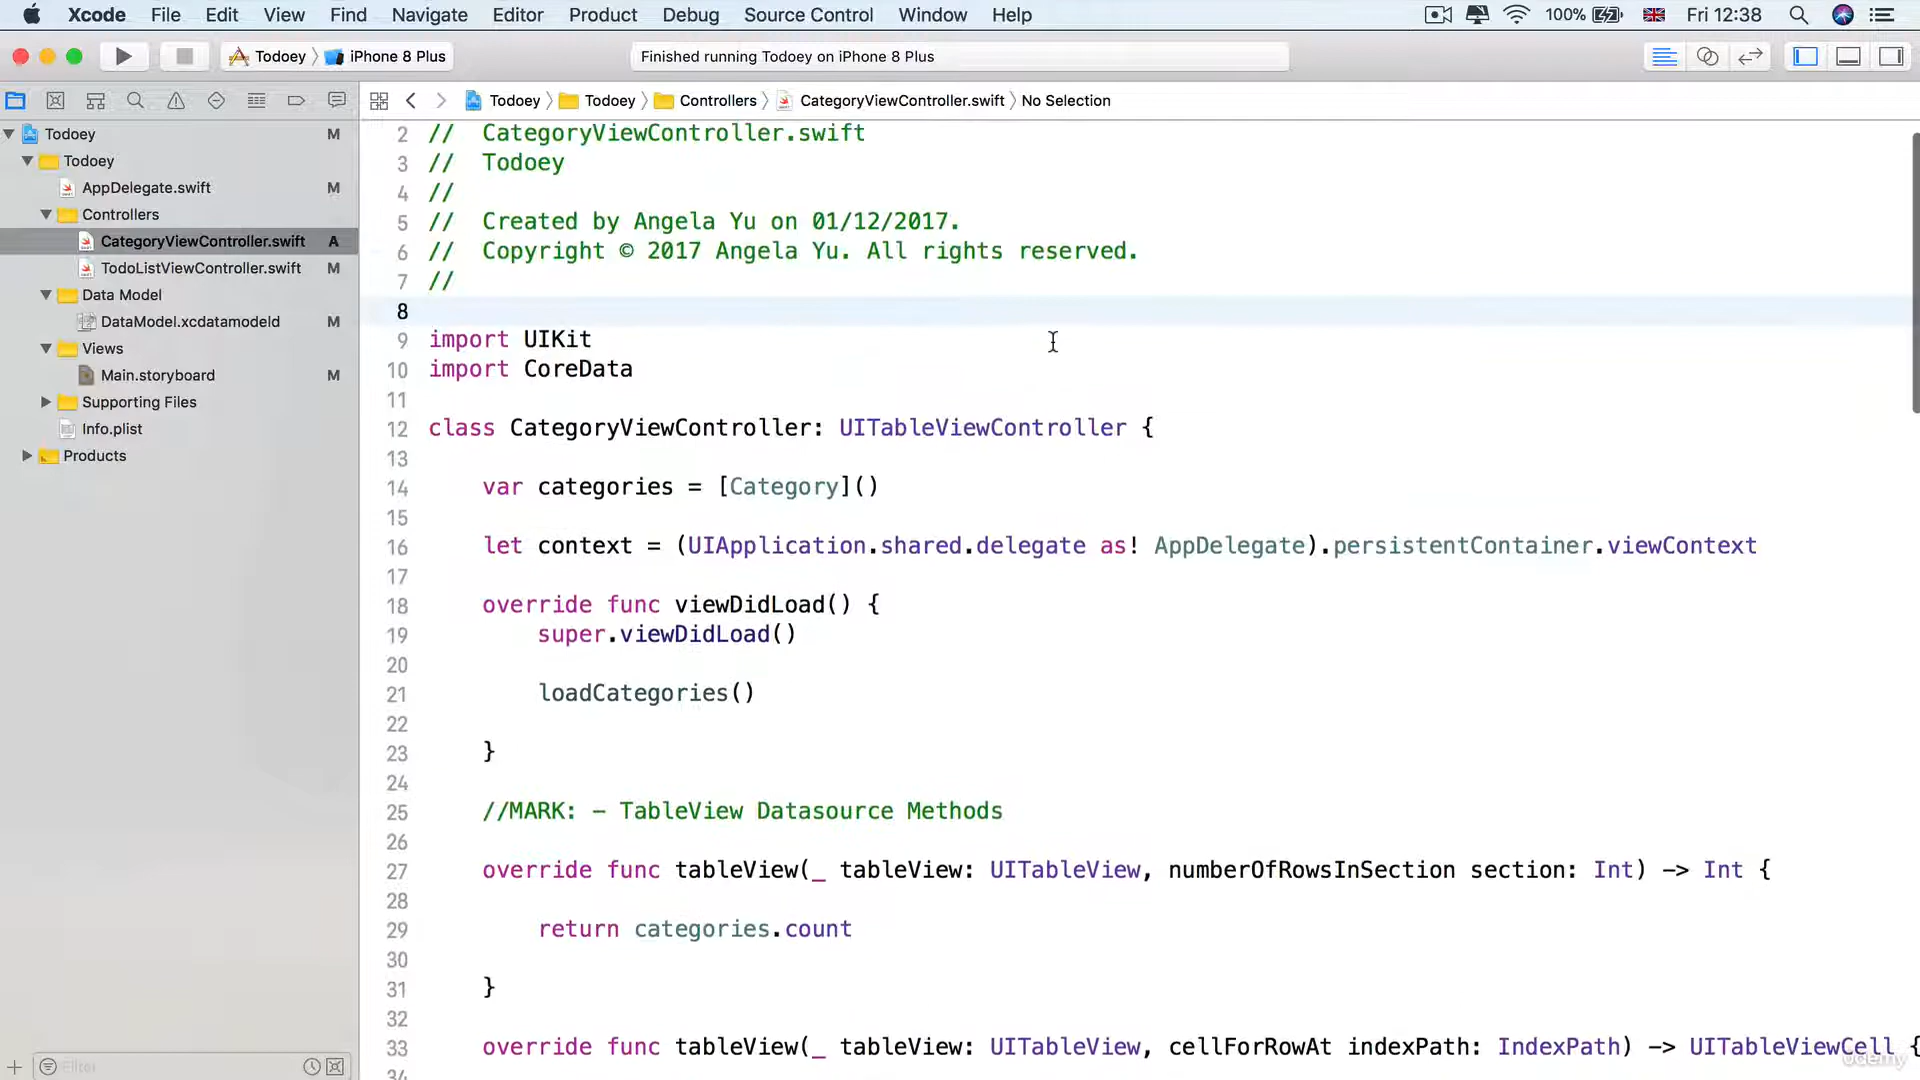 Xcode File Edit View Find Navigate Editor Product Debug Source Control Window Help 100% Fri 12:38
Todoey iPhone 8 Plus Finished running Todoey on iPhone 8 Plus
Todoey Todoey Controllers CategoryViewController.swift No Selection
Todoey M
Todoey
AppDelegate.swift M
Controllers
CategoryViewController.swift A
TodoListViewController.swift M
Data Model
DataModel.xcdatamodeld M
Views
Main.storyboard M
Supporting Files
Info.plist
Products
Filter
2 // CategoryViewController.swift
3 // Todoey
4 //
5 // Created by Angela Yu on 01/12/2017.
6 // Copyright © 2017 Angela Yu. All rights reserved.
7 //
8
9 import UIKit
10 import CoreData
11
12 class CategoryViewController: UITableViewController {
13
14 var categories = [Category]()
15
16 let context = (UIApplication.shared.delegate as! AppDelegate).persistentContainer.viewContext
17
18 override func viewDidLoad() {
19 super.viewDidLoad()
20
21 loadCategories()
22
23 }
24
25 //MARK: - TableView Datasource Methods
26
27 override func tableView(_ tableView: UITableView, numberOfRowsInSection section: Int) -> Int {
28
29 return categories.count
30
31 }
32
33 override func tableView(_ tableView: UITableView, cellForRowAt indexPath: IndexPath) -> UITableViewCell {
34
udemy